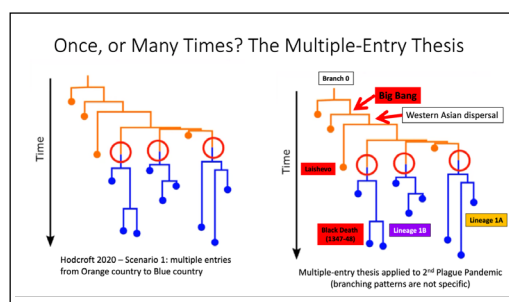 Once, or Many Times? The Multiple-Entry Thesis
Time
Hodcroft 2020 – Scenario 1: multiple entries
from Orange country to Blue country
Time
Branch 0
Big Bang
Western Asian dispersal
Laishevo
Black Death
(1347-48)
Lineage 1B
Lineage 1A
Multiple-entry thesis applied to 2nd Plague Pandemic
(branching patterns are not specific)